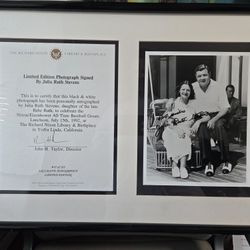 THE RICHARD NIXON LIBRARY & BIRTHPLACE
Limited Edition Photograph Signed
By Julia Ruth Stevens
This is to certify that this black & white
photograph has been personally autographed
by Julia Ruth Stevens, daughter of the late
Babe Ruth, to celebrate the
Nixon/Eisenhower All Time Baseball Greats
Luncheon, July 15th, 1992, at
The Richard Nixon Library & Birthplace
in Yorba Linda, California
John H. Taylor, Director
LIMITED EDITION